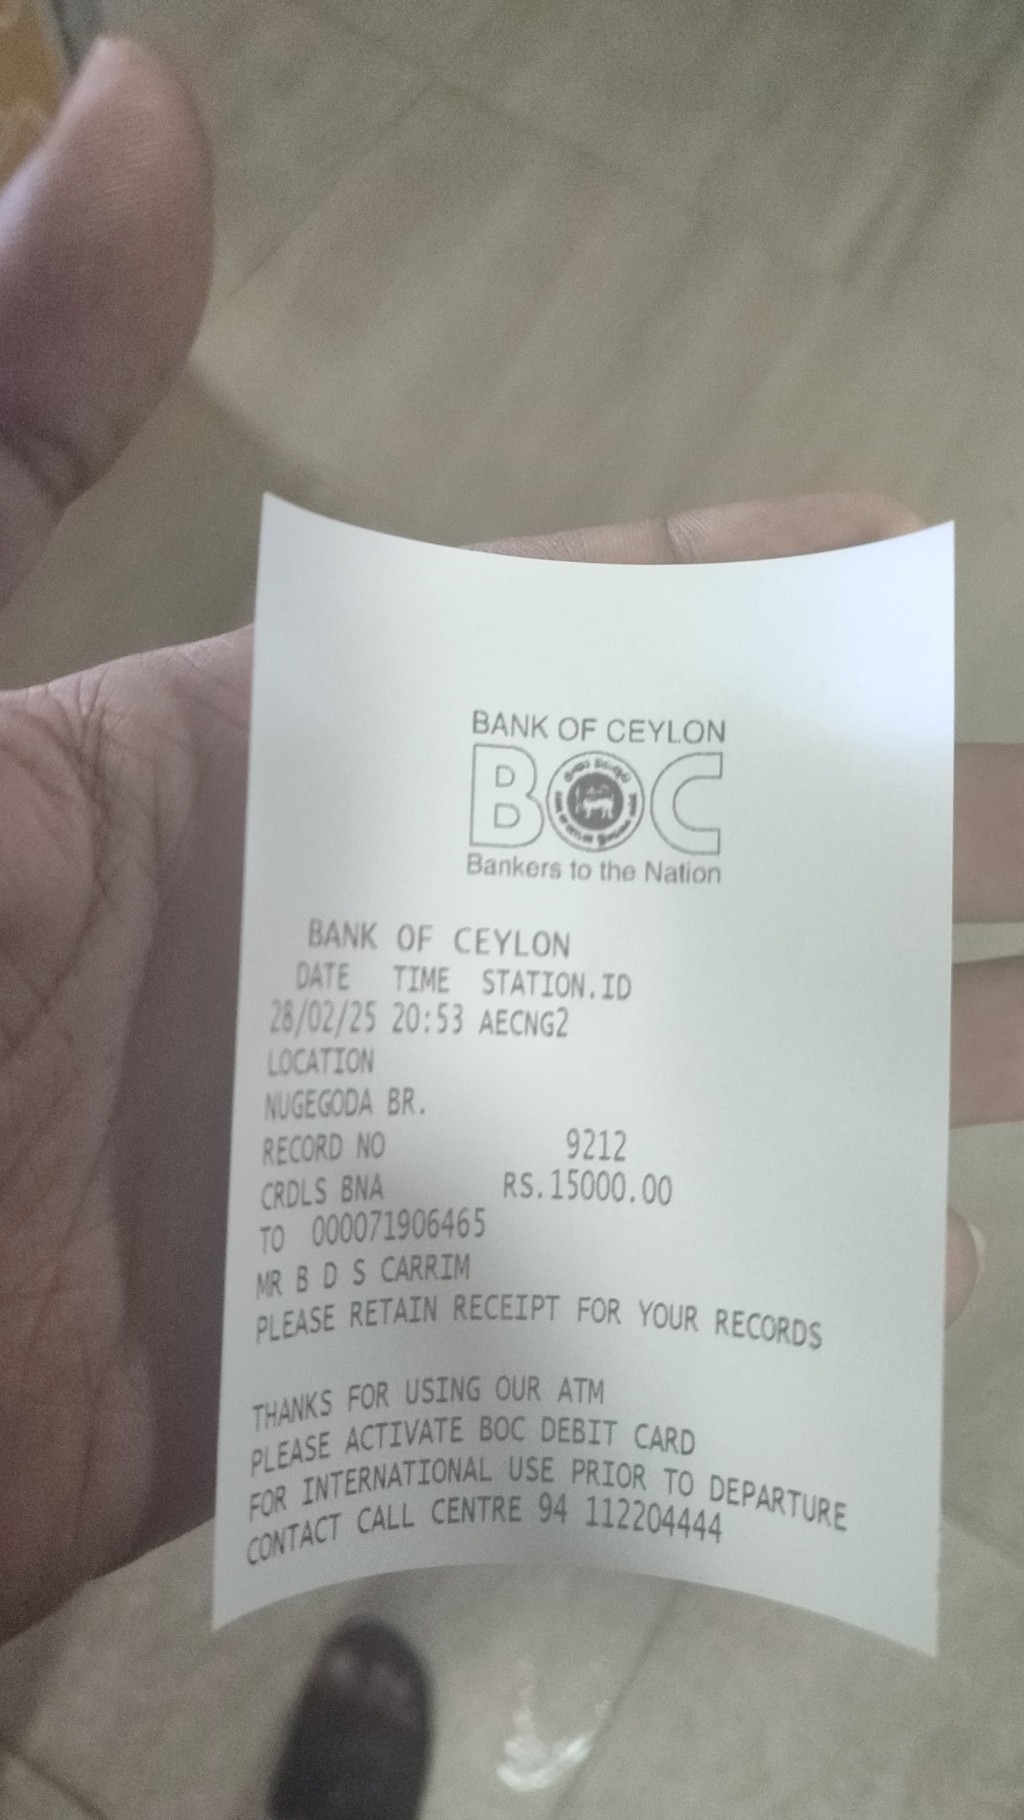 BANK OF CEYLON
BOC
Bankers to the Nation
BANK OF CEYLON
DATE TIME STATION.ID
28/02/25 20:53 AECNG2
LOCATION
NUGEGODA BR.
RECORD NO 9212
CRDLS BNA RS.15000.00
TO 000071906465
MR B D S CARRIM
PLEASE RETAIN RECEIPT FOR YOUR RECORDS
THANKS FOR USING OUR ATM
PLEASE ACTIVATE BOC DEBIT CARD
FOR INTERNATIONAL USE PRIOR TO DEPARTURE
CONTACT CALL CENTRE 94 112204444